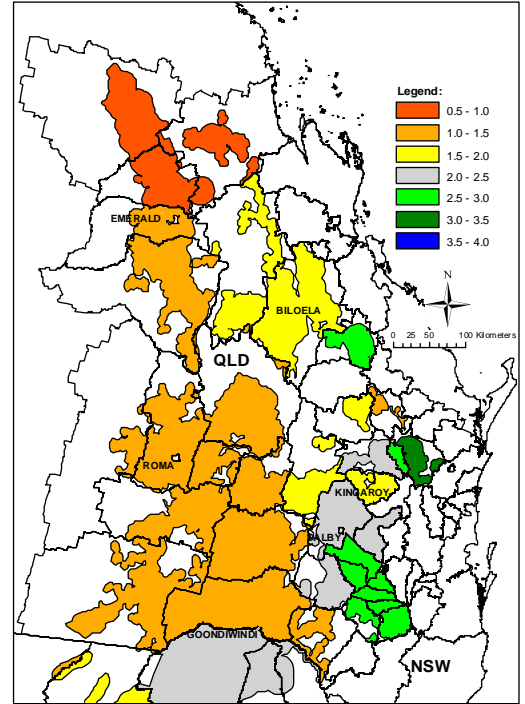 Legend:
0.5 - 1.0
1.0 - 1.5
1.5 - 2.0
2.0 - 2.5
2.5 - 3.0
3.0 - 3.5
3.5 - 4.0
EMERALD
N
BILOELA
0 25 50 100 Kilometers
QLD
ROMA
KINGAROY
DALBY
GOONDIWINDI
NSW